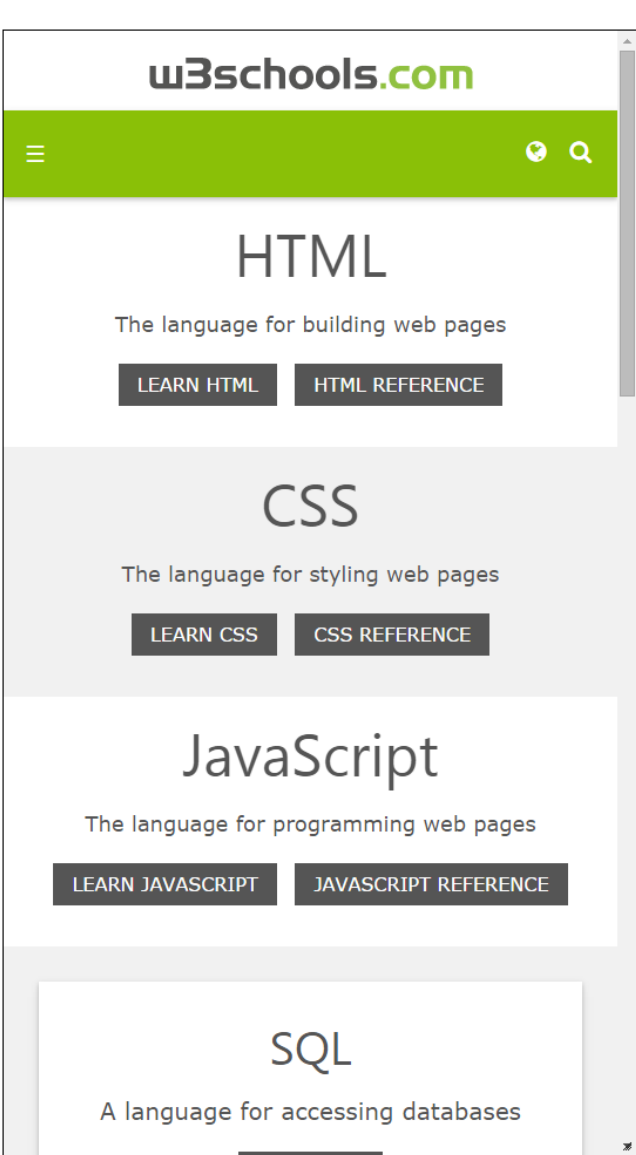 w3schools.com
HTML
The language for building web pages
LEARN HTML HTML REFERENCE
CSS
The language for styling web pages
LEARN CSS CSS REFERENCE
JavaScript
The language for programming web pages
LEARN JAVASCRIPT JAVASCRIPT REFERENCE
SQL
A language for accessing databases